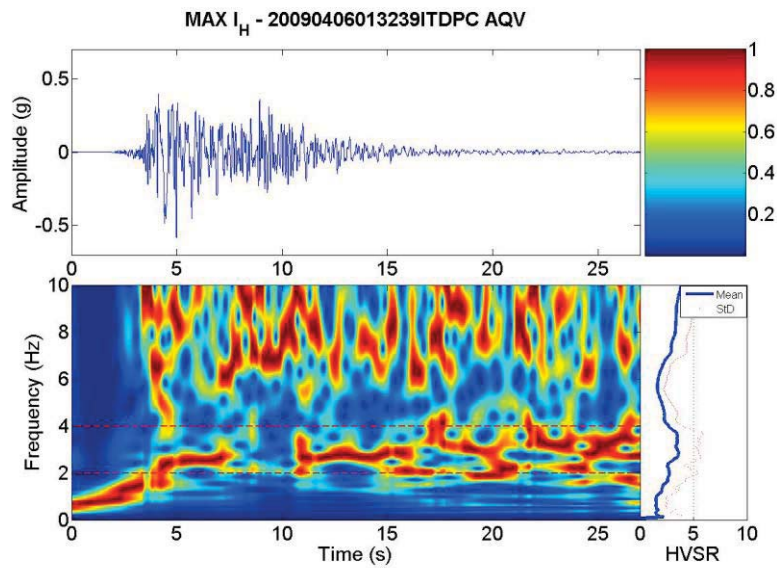 MAX I_H - 20090406013239ITDPC AQV
Amplitude (g)
0.5
0
-0.5
0 5 10 15 20 25
1
0.8
0.6
0.4
0.2
Frequency (Hz)
10
8
6
4
2
0
0 5 10 15 20 25
Time (s)
Mean
StD
0 5 10
HVSR